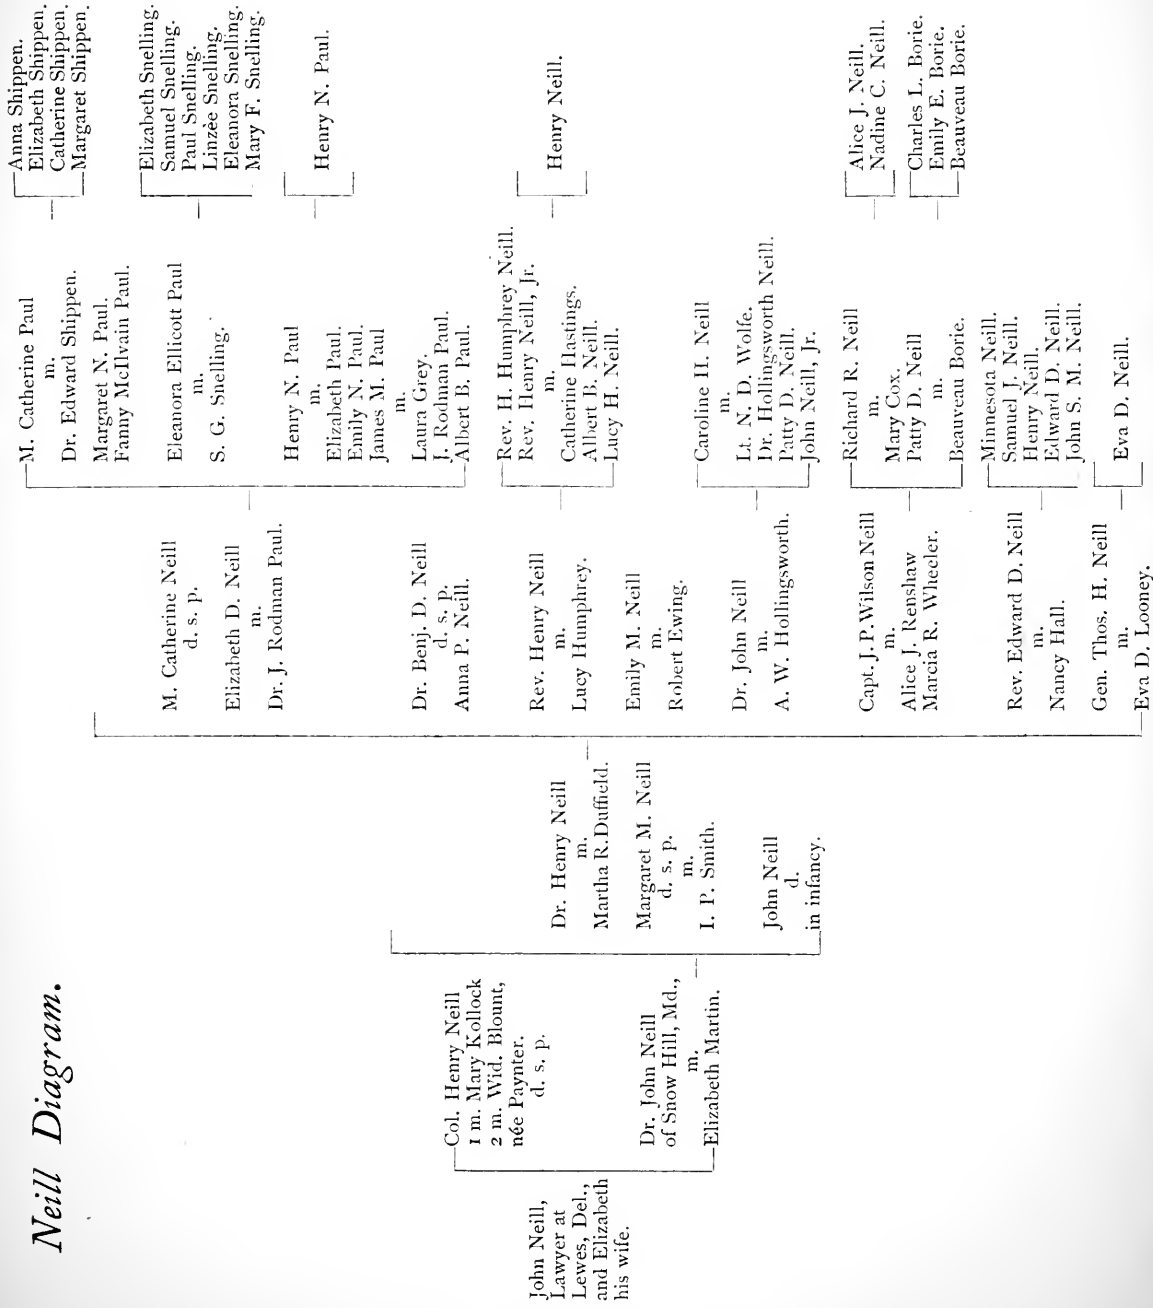 Neill Diagram.
John Neill,
Lawyer at
Lewes, Del.,
and Elizabeth
his wife.
Col. Henry Neill
1 m. Mary Kollock
2 m. Wid. Blount,
née Paynter.
d. s. p.
Dr. John Neill
of Snow Hill, Md.,
m.
Elizabeth Martin.
Dr. Henry Neill
m.
Martha R. Duffield.
Margaret M. Neill
d. s. p.
m.
I. P. Smith.
John Neill
d.
in infancy.
M. Catherine Neill
d. s. p.
Elizabeth D. Neill
m.
Dr. J. Rodman Paul.
Dr. Benj. D. Neill
d. s. p.
Anna P. Neill.
Rev. Henry Neill
m.
Lucy Humphrey.
Emily M. Neill
m.
Robert Ewing.
Dr. John Neill
m.
A. W. Hollingsworth.
Capt. J. P. Wilson Neill
m.
Alice J. Renshaw
Marcia R. Wheeler.
Rev. Edward D. Neill
m.
Nancy Hall.
Gen. Thos. H. Neill
m.
Eva D. Looney.
M. Catherine Paul
m.
Dr. Edward Shippen.
Margaret N. Paul.
Fanny McIlvain Paul.
Eleanora Ellicott Paul
m.
S. G. Snelling.
Henry N. Paul
m.
Elizabeth Paul.
Emily N. Paul.
James M. Paul
m.
Laura Grey.
J. Rodman Paul.
Albert B. Paul.
Rev. H. Humphrey Neill.
Rev. Henry Neill, Jr.
m.
Catherine Hastings.
Albert B. Neill.
Lucy H. Neill.
Caroline H. Neill
m.
Lt. N. D. Wolfe.
Dr. Hollingsworth Neill.
Patty D. Neill.
John Neill, Jr.
Richard R. Neill
m.
Mary Cox.
Patty D. Neill
m.
Beauveau Borie.
Minnesota Neill.
Samuel J. Neill.
Henry Neill.
Edward D. Neill.
John S. M. Neill.
Eva D. Neill.
Anna Shippen.
Elizabeth Shippen.
Catherine Shippen.
Margaret Shippen.
Elizabeth Snelling.
Samuel Snelling.
Paul Snelling.
Linzèe Snelling.
Eleanora Snelling.
Mary F. Snelling.
Henry N. Paul.
Henry Neill.
Alice J. Neill.
Nadine C. Neill.
Charles L. Borie.
Emily E. Borie.
Beauveau Borie.